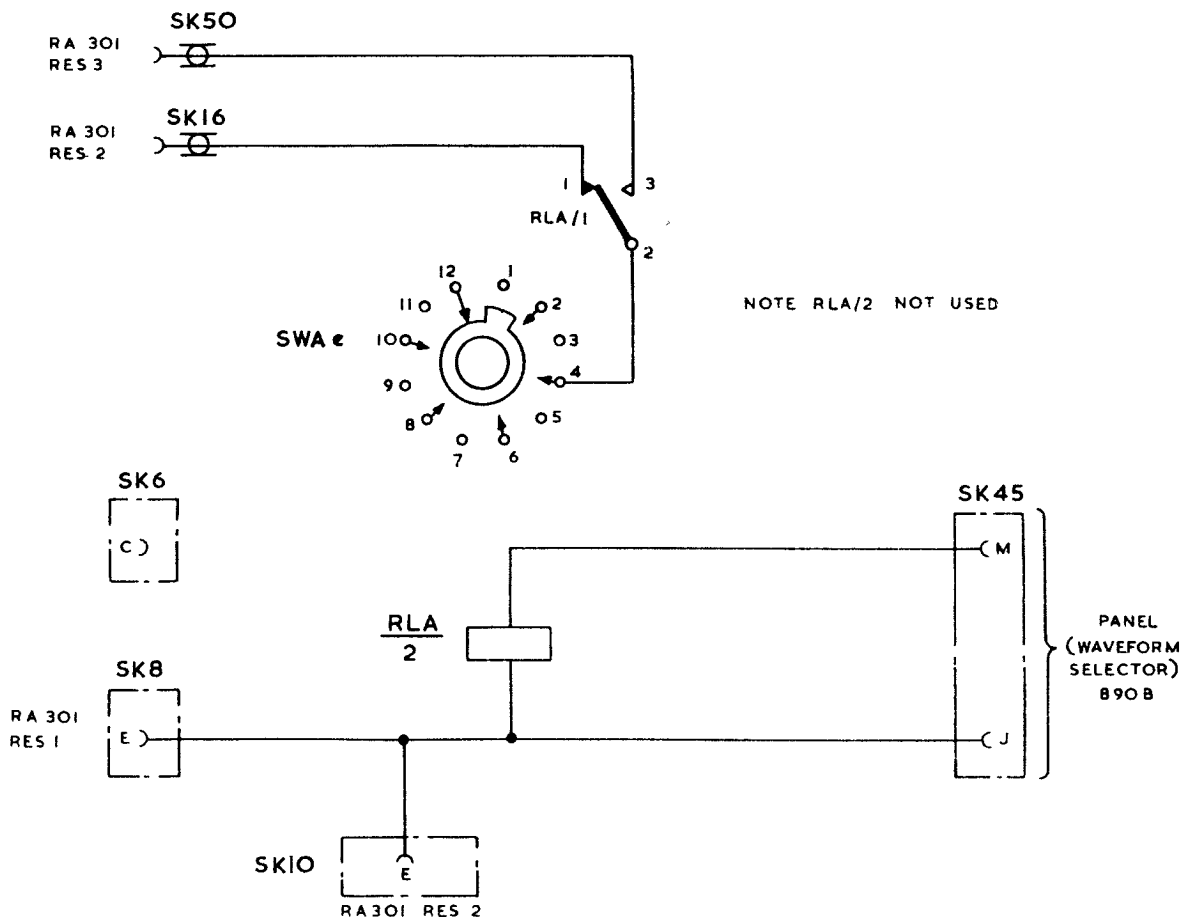 SK50
RA 301
RES 3
SK16
RA 301
RES 2
1
3
RLA/1
2
NOTE RLA/2 NOT USED
SWA e
1
2
3
4
5
6
7
8
9
10
11
12
SK6
C
SK45
M
RLA
2
PANEL
(WAVEFORM
SELECTOR)
890B
SK8
RA 301
RES 1
E
J
SK10
E
RA301 RES 2